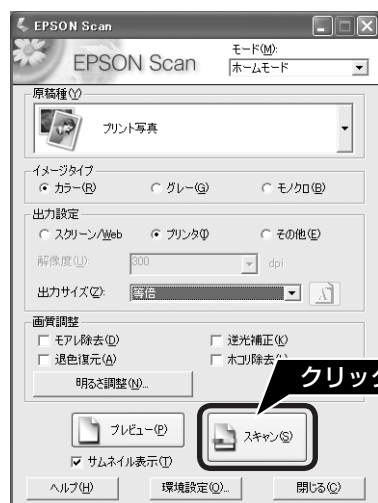 EPSON Scan
EPSON Scan
モード(M):
ホームモード
原稿種(Y)
プリント写真
イメージタイプ
カラー(R) グレー(G) モノクロ(B)
出力設定
スクリーン/Web プリンタ(I) その他(E)
解像度(U): 300 dpi
出力サイズ(Z): 等倍
画質調整
モアレ除去(D) 逆光補正(K)
退色復元(A) ホコリ除去
明るさ調整(N)...
クリッ
プレビュー(P) スキャン(S)
サムネイル表示(T)
ヘルプ(H) 環境設定(O)... 閉じる(C)